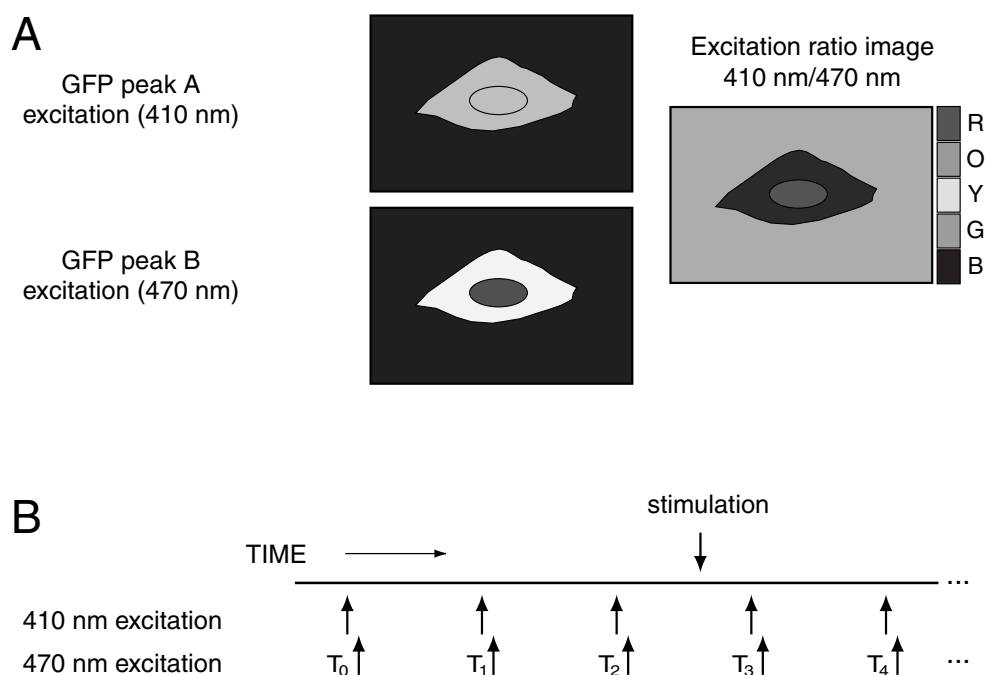 A
GFP peak A
excitation (410 nm)
GFP peak B
excitation (470 nm)
Excitation ratio image
410 nm/470 nm
R
O
Y
G
B
B
stimulation
TIME
...
410 nm excitation
470 nm excitation T₀ T₁ T₂ T₃ T₄ ...